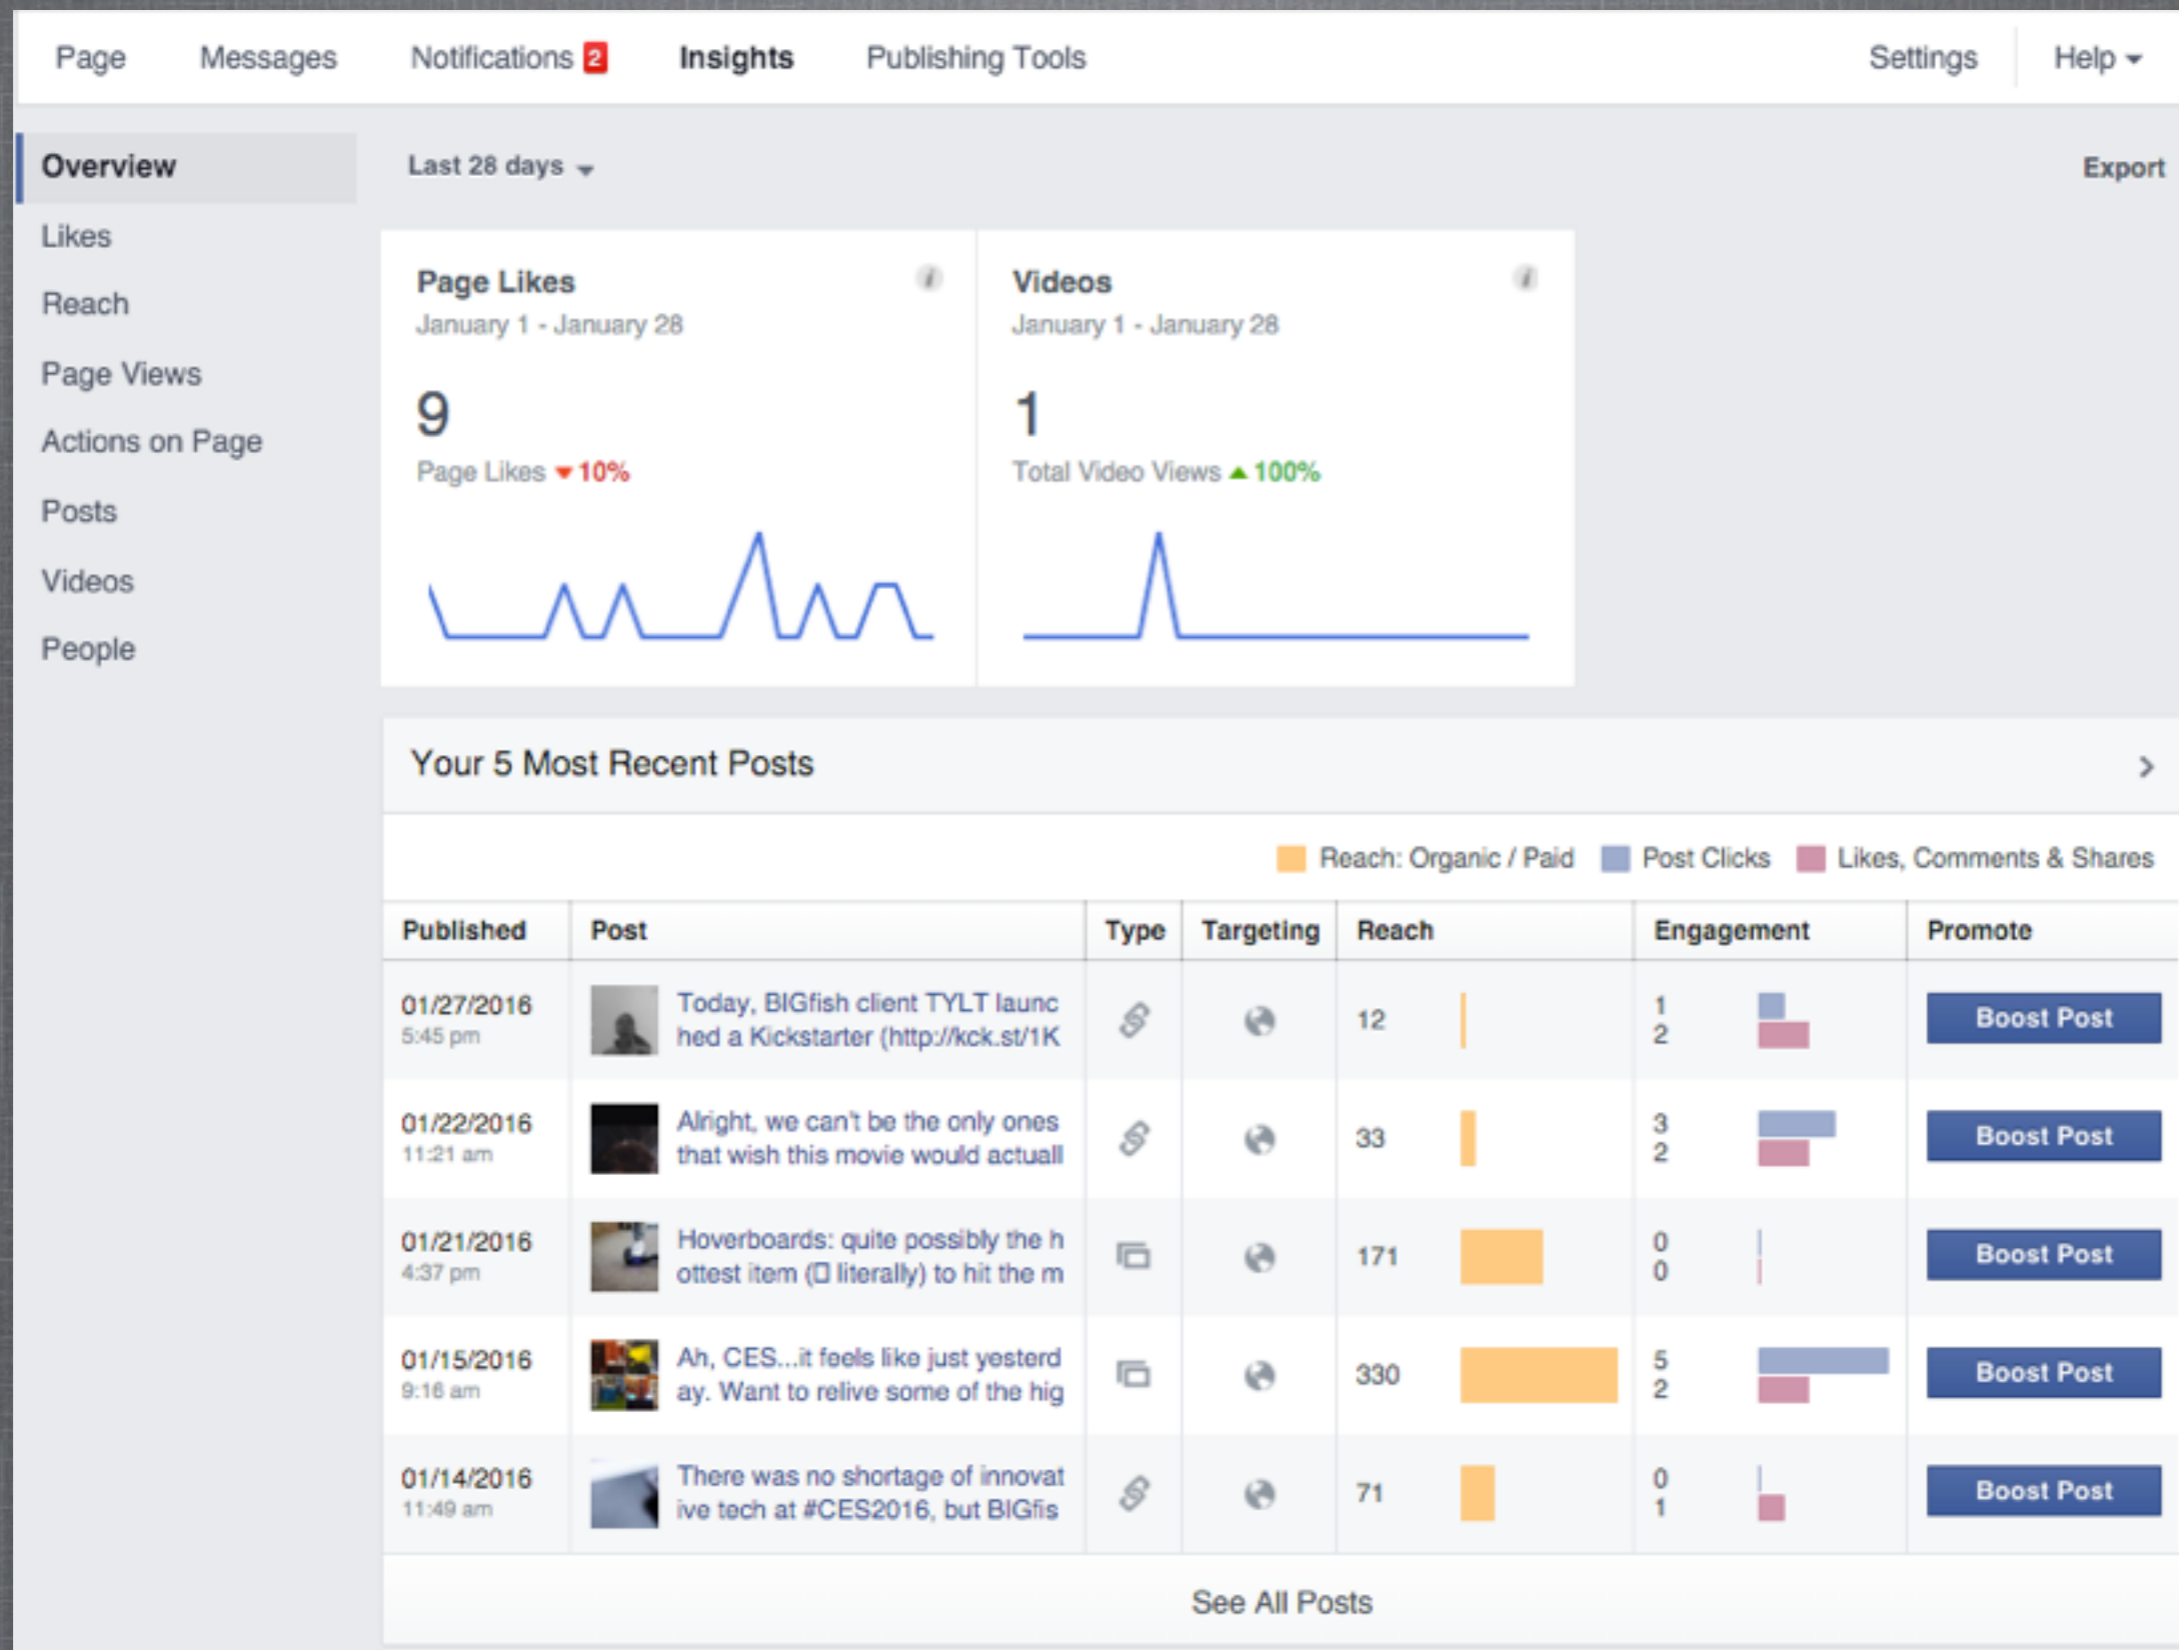 Page Messages Notifications 2 Insights Publishing Tools Settings Help
Overview
Likes
Reach
Page Views
Actions on Page
Posts
Videos
People
Last 28 days Export
Page Likes
January 1 - January 28
9
Page Likes 10%
Videos
January 1 - January 28
1
Total Video Views 100%
Your 5 Most Recent Posts
Reach: Organic / Paid Post Clicks Likes, Comments & Shares
Published Post Type Targeting Reach Engagement Promote
01/27/2016
5:45 pm
Today, BIGfish client TYLT launc
hed a Kickstarter (http://kck.st/1K
12
1
2
Boost Post
01/22/2016
11:21 am
Alright, we can't be the only ones
that wish this movie would actuall
33
3
2
Boost Post
01/21/2016
4:37 pm
Hoverboards: quite possibly the h
ottest item (▯ literally) to hit the m
171
0
0
Boost Post
01/15/2016
9:16 am
Ah, CES...it feels like just yesterd
ay. Want to relive some of the hig
330
5
2
Boost Post
01/14/2016
11:49 am
There was no shortage of innovat
ive tech at #CES2016, but BIGfis
71
0
1
Boost Post
See All Posts